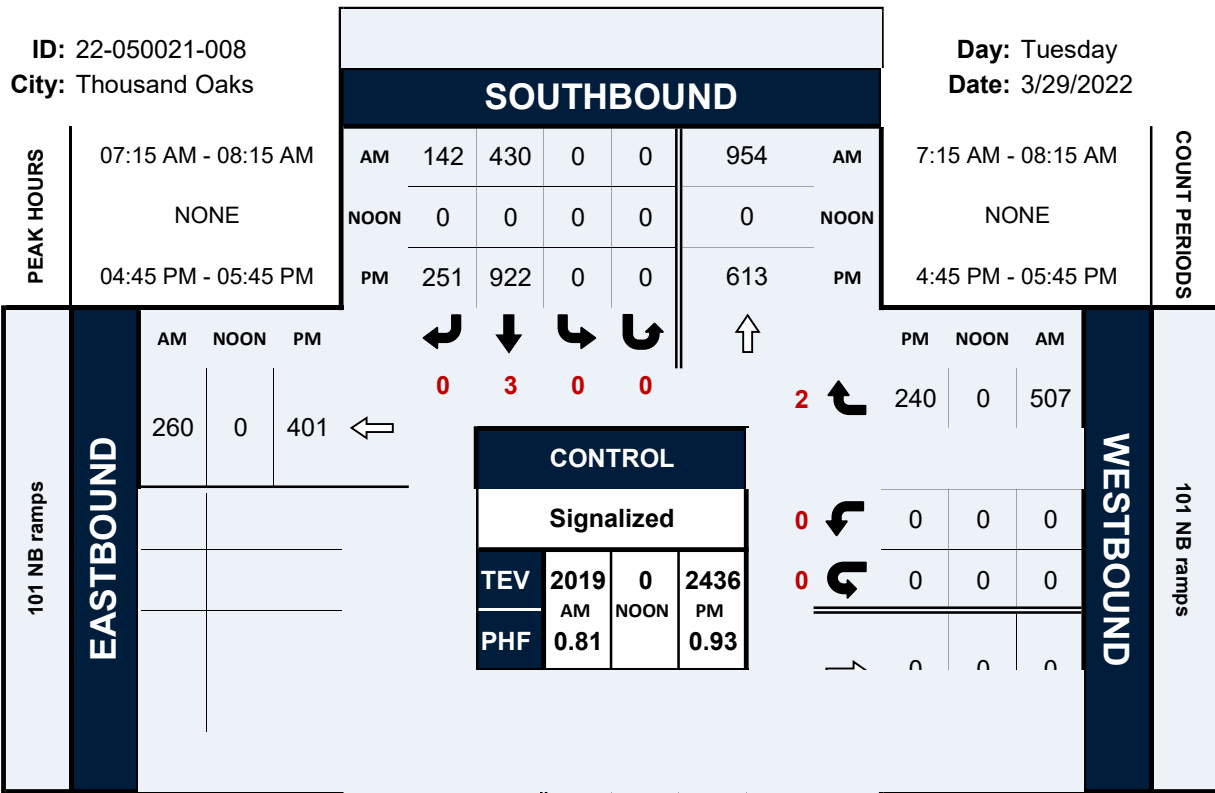 ID: 22-050021-008
City: Thousand Oaks
Day: Tuesday
Date: 3/29/2022
SOUTHBOUND
PEAK HOURS
07:15 AM - 08:15 AM
NONE
04:45 PM - 05:45 PM
AM 142 430 0 0 954 AM
NOON 0 0 0 0 0 NOON
PM 251 922 0 0 613 PM
7:15 AM - 08:15 AM
NONE
4:45 PM - 05:45 PM
COUNT PERIODS
0 3 0 0
101 NB ramps
EASTBOUND
AM NOON PM
260 0 401
CONTROL
Signalized
TEV 2019 0 2436
AM NOON PM
PHF 0.81 0.93
PM NOON AM
2 240 0 507
0 0 0 0
0 0 0 0
0 0 0
WESTBOUND
101 NB ramps